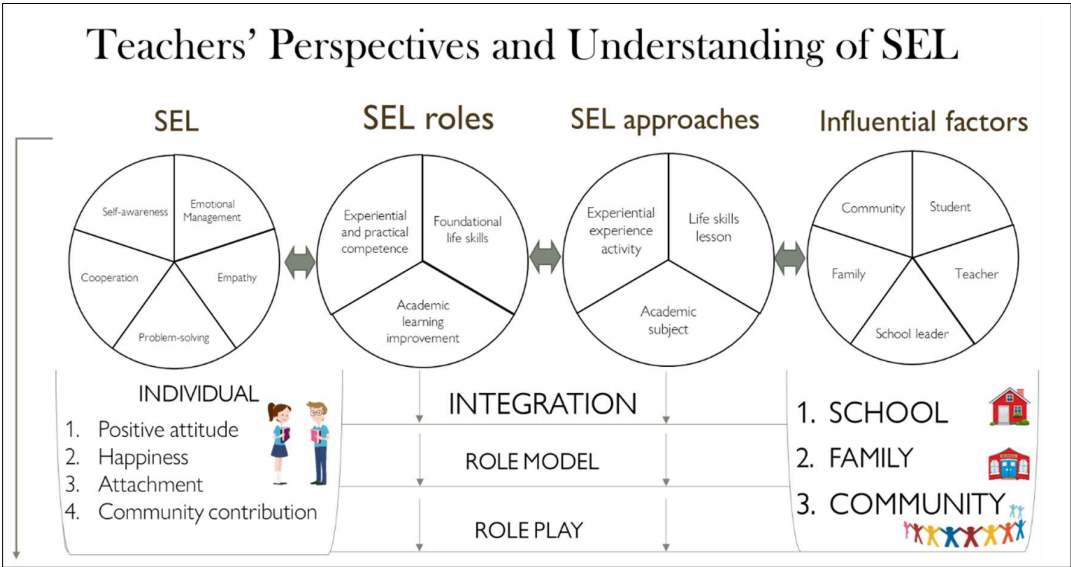 Teachers' Perspectives and Understanding of SEL
SEL
SEL roles
SEL approaches
Influential factors
Self-awareness
Emotional
Management
Cooperation
Empathy
Problem-solving
Experiential
and practical
competence
Foundational
life skills
Academic
learning
improvement
Experiential
experience
activity
Life skills
lesson
Academic
subject
Community
Student
Family
Teacher
School leader
INDIVIDUAL
1. Positive attitude
2. Happiness
3. Attachment
4. Community contribution
INTEGRATION
ROLE MODEL
ROLE PLAY
1. SCHOOL
2. FAMILY
3. COMMUNITY